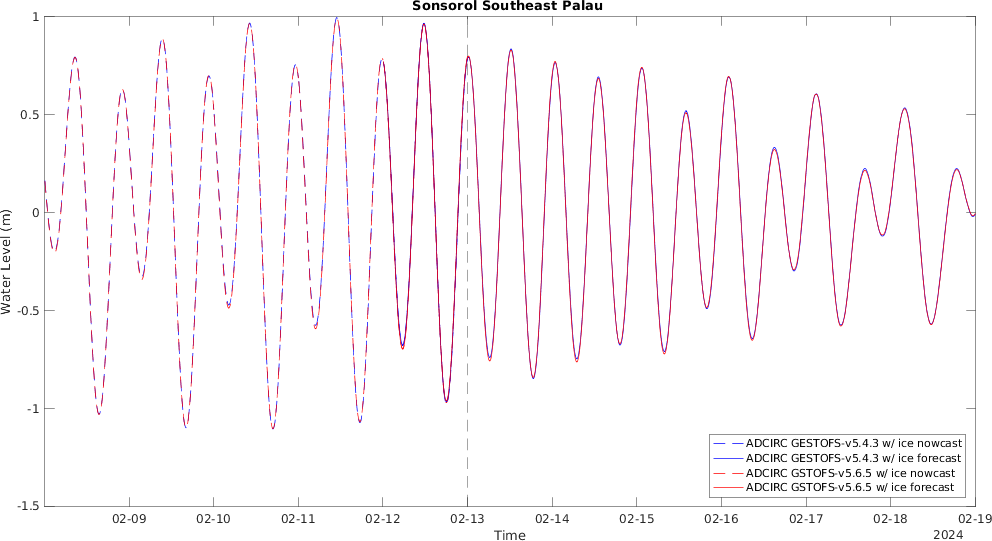 Sonsorol Southeast Palau
Water Level (m)
1
0.5
0
-0.5
-1
-1.5
02-09 02-10 02-11 02-12 02-13 02-14 02-15 02-16 02-17 02-18 02-19
Time
2024
ADCIRC GESTOFS-v5.4.3 w/ ice nowcast
ADCIRC GESTOFS-v5.4.3 w/ ice forecast
ADCIRC GSTOFS-v5.6.5 w/ ice nowcast
ADCIRC GSTOFS-v5.6.5 w/ ice forecast